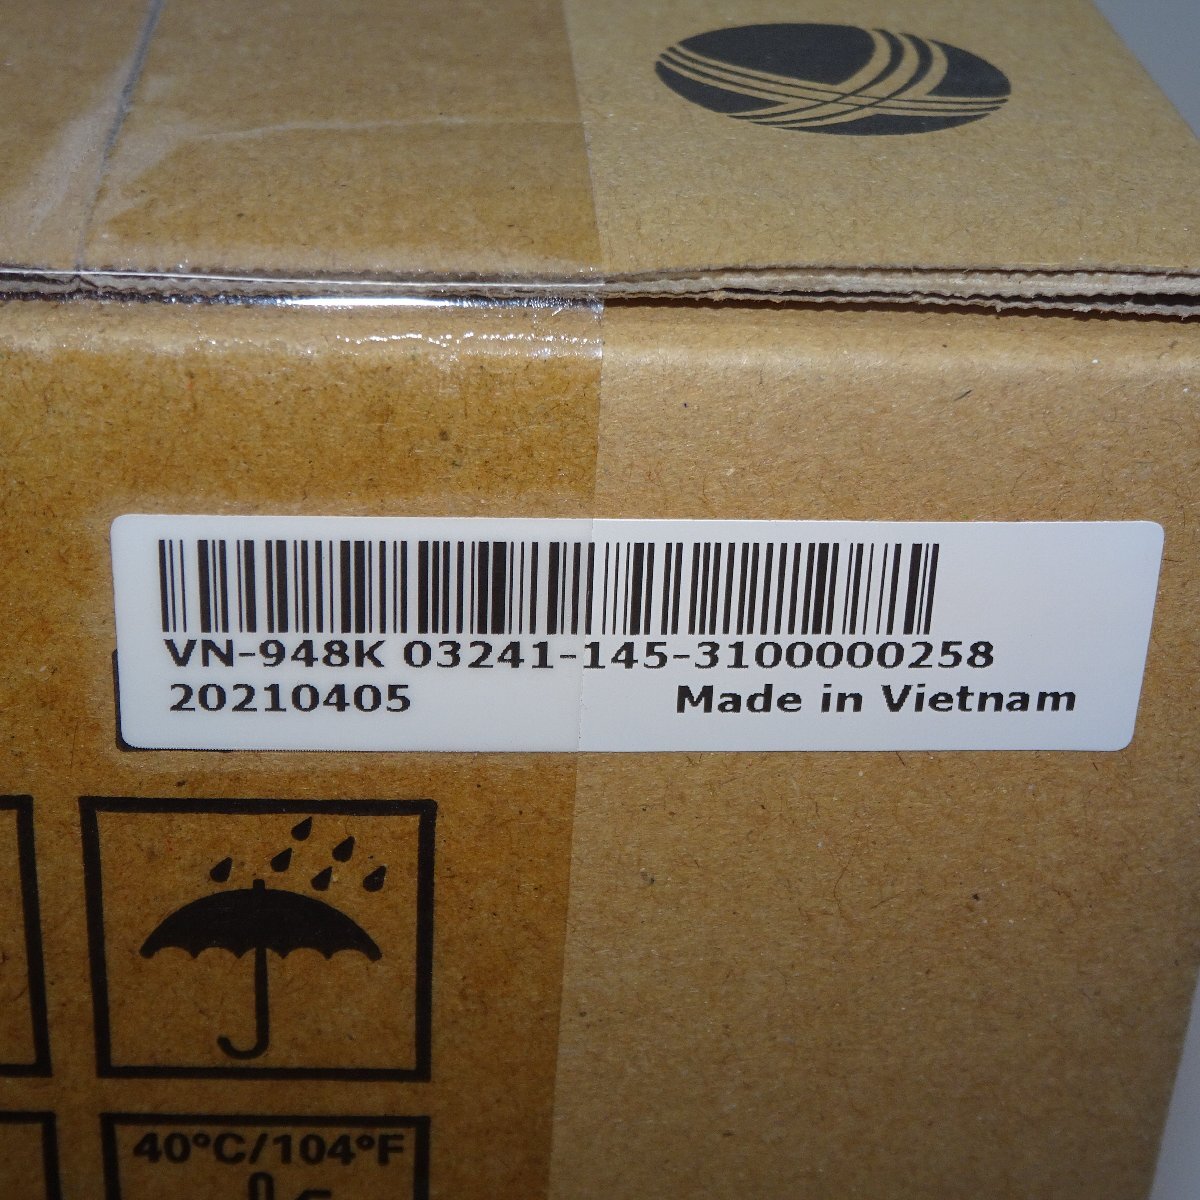 VN-948K 03241-145-3100000258
20210405 Made in Vietnam
40°C/104°F